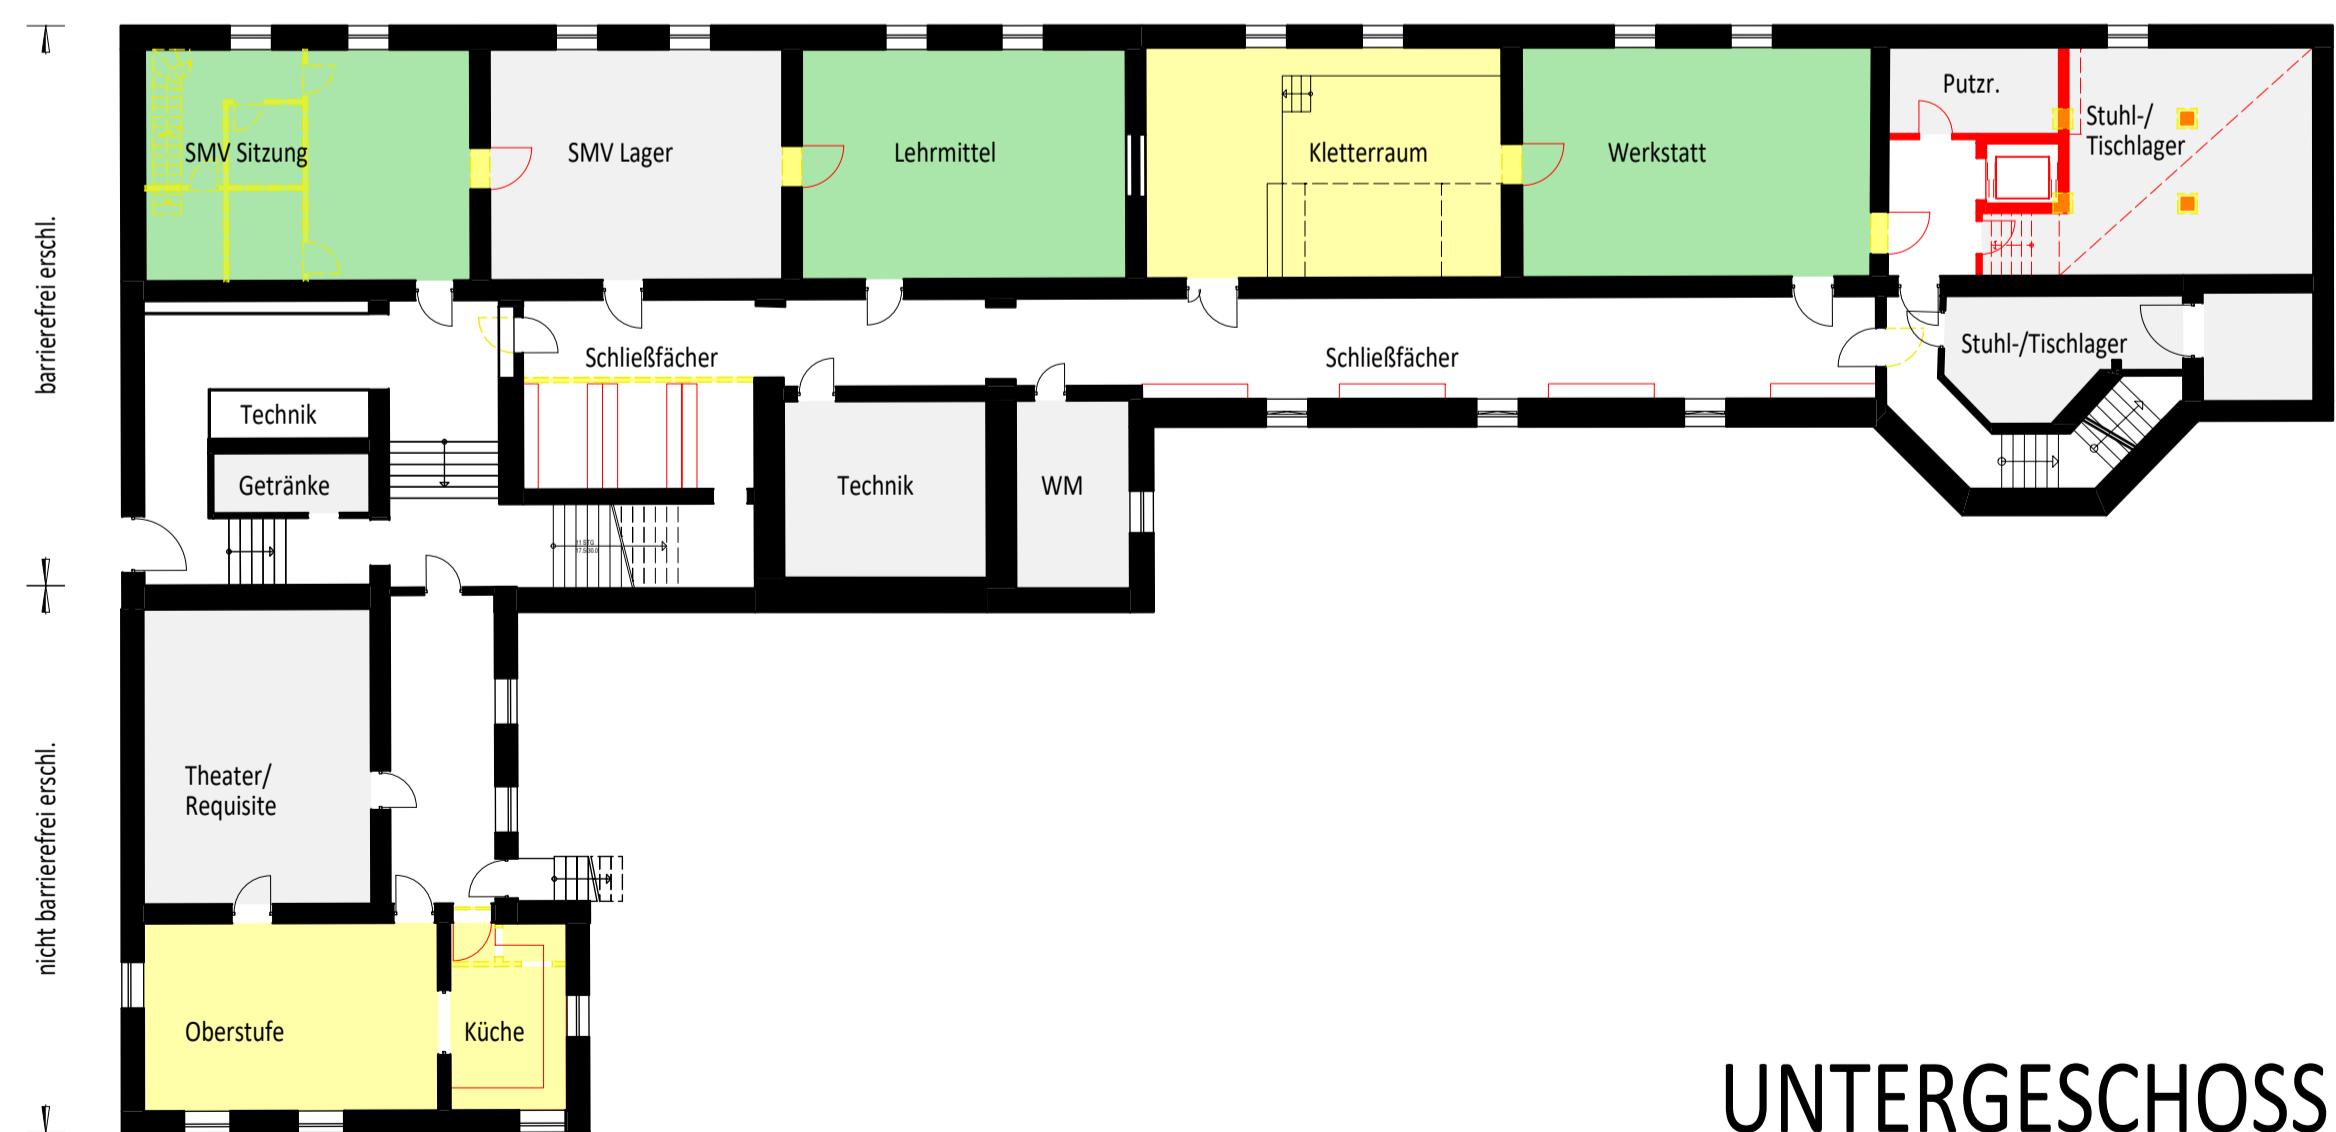 barrierefrei erschl.
nicht barrierefrei erschl.
SMV Sitzung
SMV Lager
Lehrmittel
Kletterraum
Werkstatt
Putzr.
Stuhl-/
Tischlager
Schließfächer
Schließfächer
Stuhl-/Tischlager
Technik
Getränke
Technik
WM
Theater/
Requisite
Oberstufe
Küche
UNTERGESCHOSS